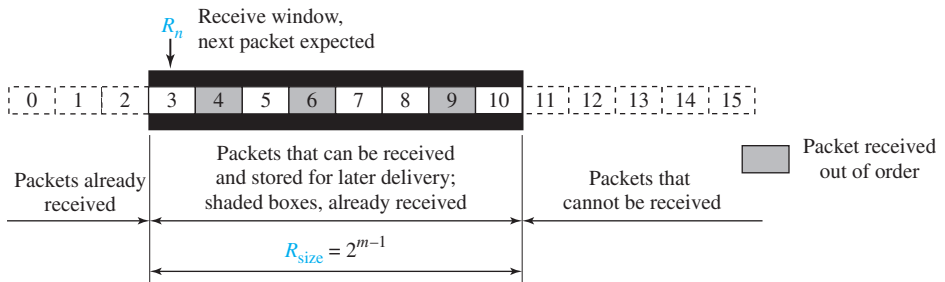 Receive window,
next packet expected
Rn
0 1 2 3 4 5 6 7 8 9 10 11 12 13 14 15
Packets already
received
Packets that can be received
and stored for later delivery;
shaded boxes, already received
Packets that
cannot be received
Packet received
out of order
Rsize = 2^m–1